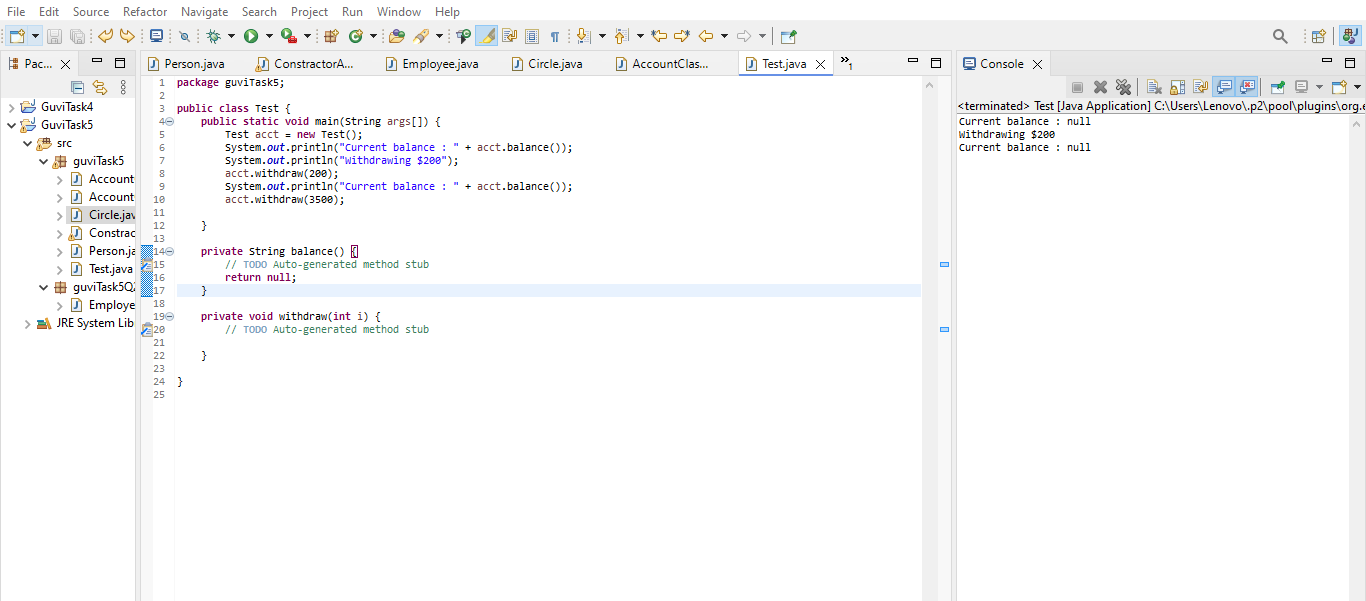 File Edit Source Refactor Navigate Search Project Run Window Help
Pac...
GuviTask4
GuviTask5
src
guviTask5
Account
Account
Circle.jav
Constrac
Person.ja
Test.java
guviTask5Q
Employe
JRE System Lib
Person.java ConstractorA... Employee.java Circle.java AccountClas... Test.java »1
1 package guviTask5;
2
3 public class Test {
4 public static void main(String args[]) {
5 Test acct = new Test();
6 System.out.println("Current balance : " + acct.balance());
7 System.out.println("Withdrawing $200");
8 acct.withdraw(200);
9 System.out.println("Current balance : " + acct.balance());
10 acct.withdraw(3500);
11
12 }
13
14 private String balance() {
15 // TODO Auto-generated method stub
16 return null;
17 }
18
19 private void withdraw(int i) {
20 // TODO Auto-generated method stub
21
22 }
23
24 }
25
Console
<terminated> Test [Java Application] C:\Users\Lenovo\.p2\pool\plugins\org.e
Current balance : null
Withdrawing $200
Current balance : null